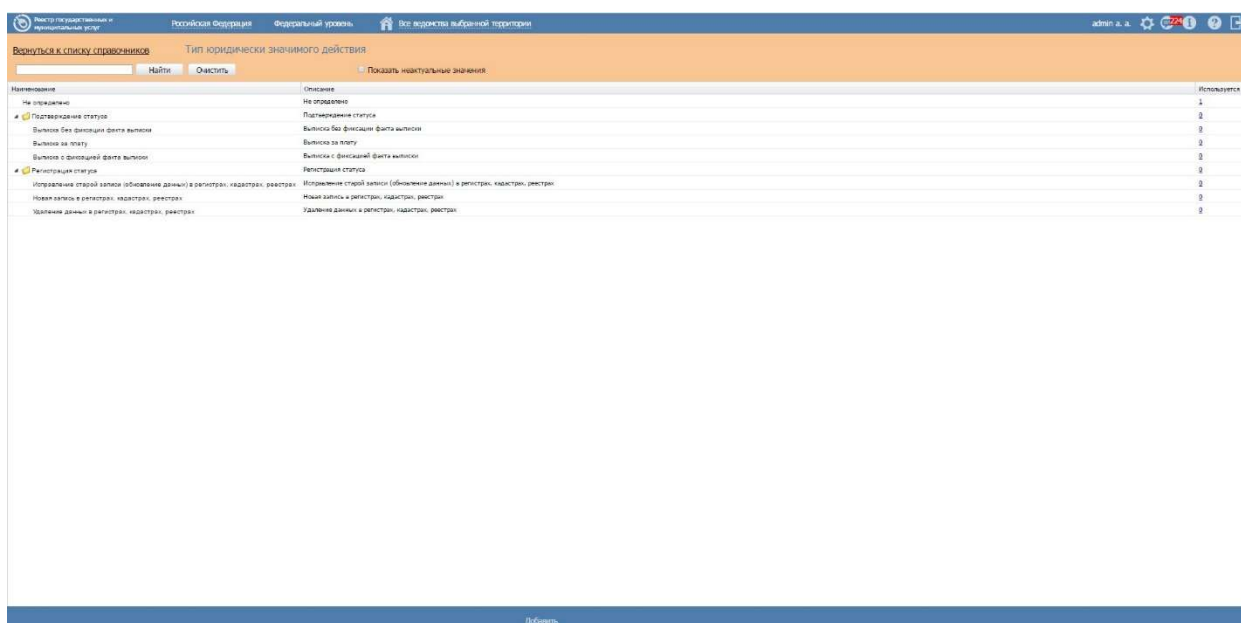 Реестр государственных и
муниципальных услуг
Российская Федерация Федеральный уровень Все ведомства выбранной территории admin a. a. 224
Вернуться к списку справочников Тип юридически значимого действия
Найти Очистить Показать неактуальные значения
Наименование Описание Используется
Не определено Не определено 1
Подтверждение статуса Подтверждение статуса 0
Выписка без фиксации факта выписки Выписка без фиксации факта выписки 0
Выписка за плату Выписка за плату 0
Выписка с фиксацией факта выписки Выписка с фиксацией факта выписки 0
Регистрация статуса Регистрация статуса 0
Исправление старой записи (обновление данных) в регистрах, кадастрах, реестрах Исправление старой записи (обновление данных) в регистрах, кадастрах, реестрах 0
Новая запись в регистрах, кадастрах, реестрах Новая запись в регистрах, кадастрах, реестрах 0
Удаление данных в регистрах, кадастрах, реестрах Удаление данных в регистрах, кадастрах, реестрах 0
Добавить